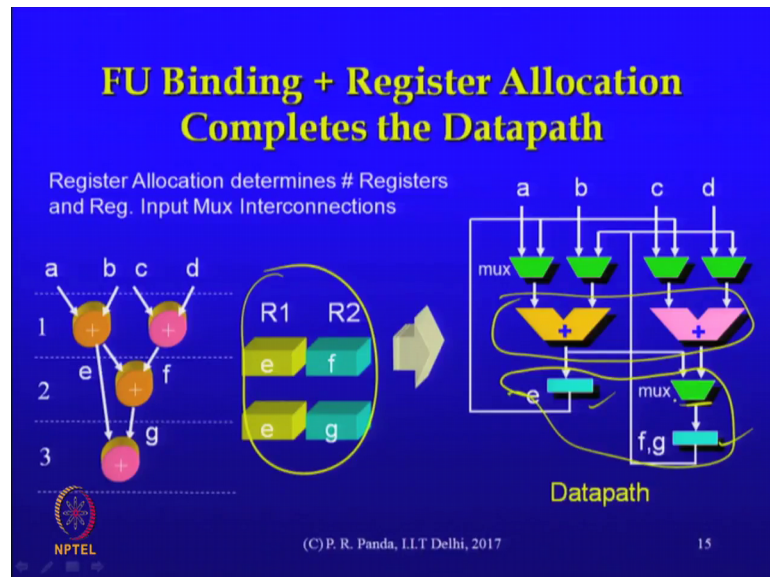 FU Binding + Register Allocation
Completes the Datapath
Register Allocation determines # Registers
and Reg. Input Mux Interconnections
a b c d
1 + +
2 e + f
3 + g
R1 R2
e f
e g
a b c d
mux
+ +
e mux
f,g
Datapath
NPTEL
(C) P. R. Panda, I.I.T Delhi, 2017 15